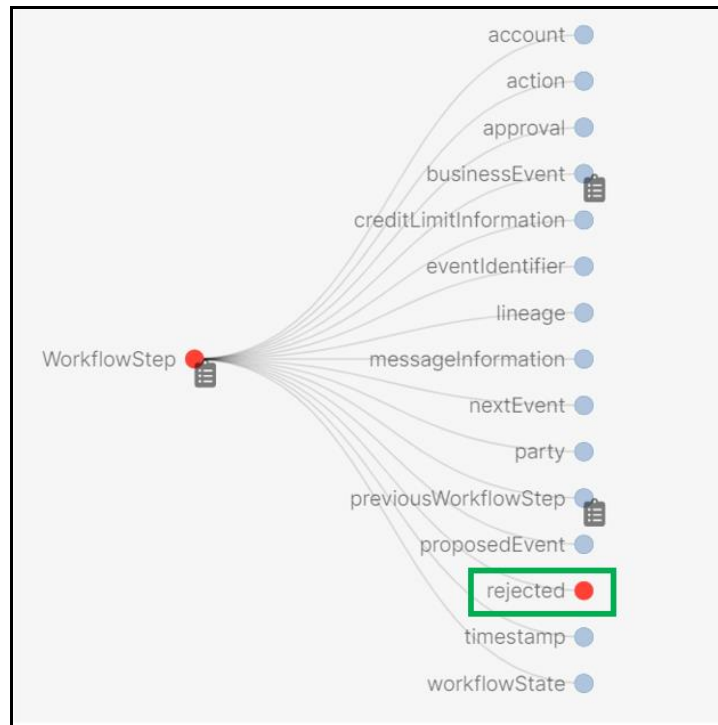 account
action
approval
businessEvent
creditLimitInformation
eventIdentifier
lineage
WorkflowStep
messageInformation
nextEvent
party
previousWorkflowStep
proposedEvent
rejected
timestamp
workflowState